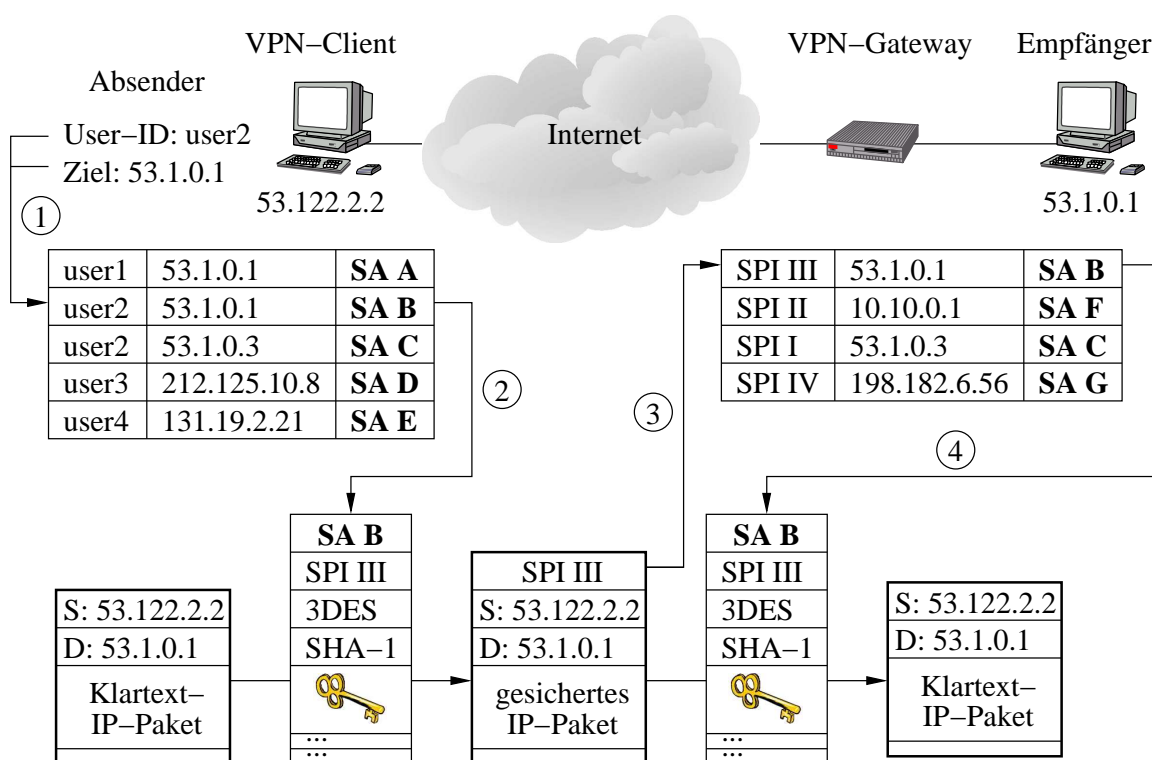 VPN−Client
VPN−Gateway
Empfänger
Absender
User−ID: user2
Ziel: 53.1.0.1
Internet
53.122.2.2
53.1.0.1
1
user1 53.1.0.1 SA A
user2 53.1.0.1 SA B
user2 53.1.0.3 SA C
user3 212.125.10.8 SA D
user4 131.19.2.21 SA E
2
3
SPI III 53.1.0.1 SA B
SPI II 10.10.0.1 SA F
SPI I 53.1.0.3 SA C
SPI IV 198.182.6.56 SA G
4
S: 53.122.2.2
D: 53.1.0.1
Klartext−
IP−Paket
SA B
SPI III
3DES
SHA−1
...
...
SPI III
S: 53.122.2.2
D: 53.1.0.1
gesichertes
IP−Paket
SA B
SPI III
3DES
SHA−1
...
...
S: 53.122.2.2
D: 53.1.0.1
Klartext−
IP−Paket